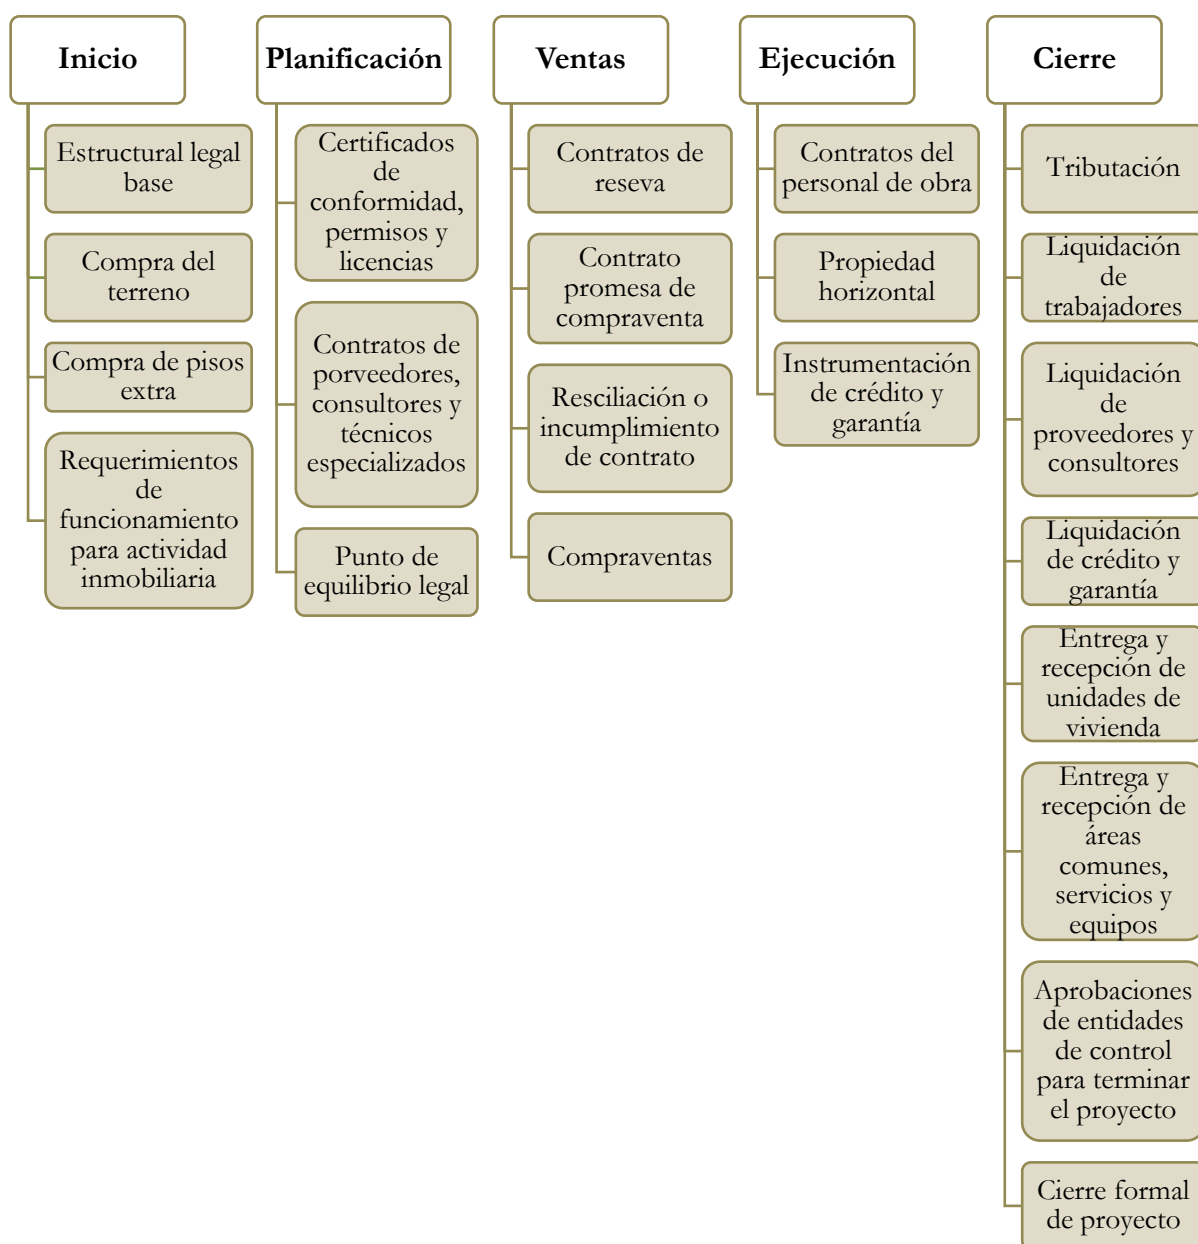 Inicio
Estructural legal
base
Compra del
terreno
Compra de pisos
extra
Requerimientos
de
funcionamiento
para actividad
inmobiliaria
Planificación
Certificados
de
conformidad,
permisos y
licencias
Contratos de
porveedores,
consultores y
técnicos
especializados
Punto de
equilibrio legal
Ventas
Contratos de
reseva
Contrato
promesa de
compraventa
Resciliación o
incumplimiento
de contrato
Compraventas
Ejecución
Contratos del
personal de obra
Propiedad
horizontal
Instrumentación
de crédito y
garantía
Cierre
Tributación
Liquidación
de
trabajadores
Liquidación
de
proveedores y
consultores
Liquidación
de crédito y
garantía
Entrega y
recepción de
unidades de
vivienda
Entrega y
recepción de
áreas
comunes,
servicios y
equipos
Aprobaciones
de entidades
de control
para terminar
el proyecto
Cierre formal
de proyecto